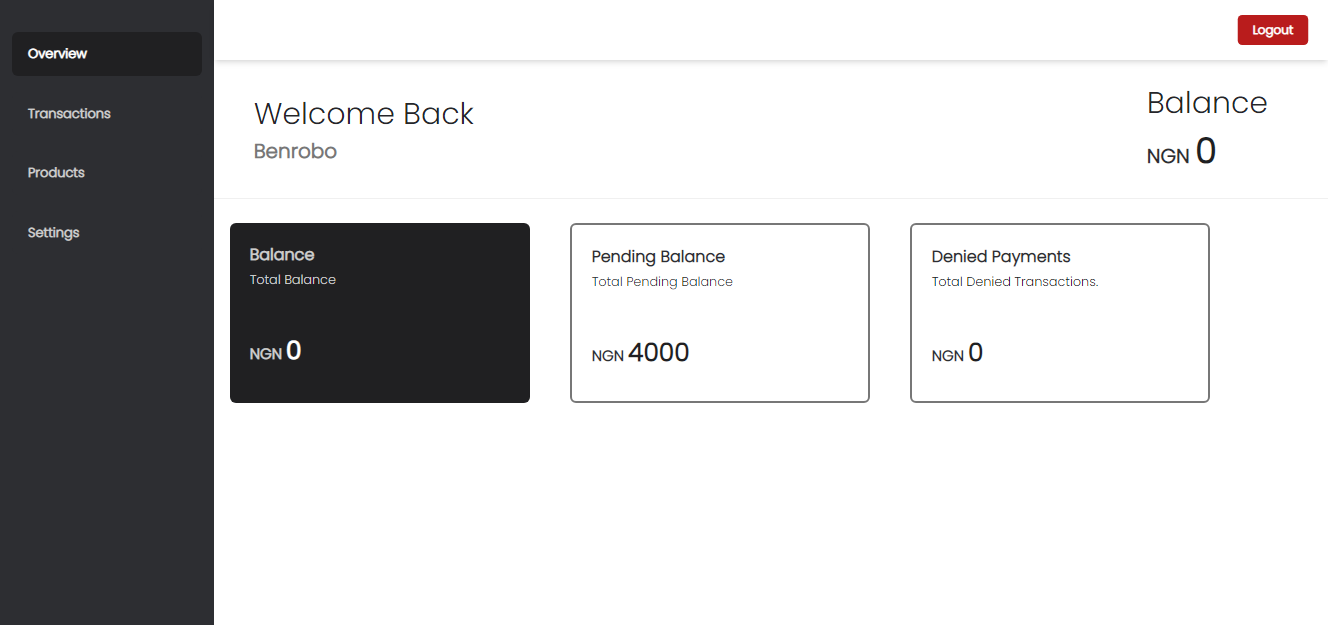 Overview
Transactions
Products
Settings
Logout
Welcome Back
Benrobo
Balance
NGN 0
Balance
Total Balance
NGN 0
Pending Balance
Total Pending Balance
NGN 4000
Denied Payments
Total Denied Transactions.
NGN 0